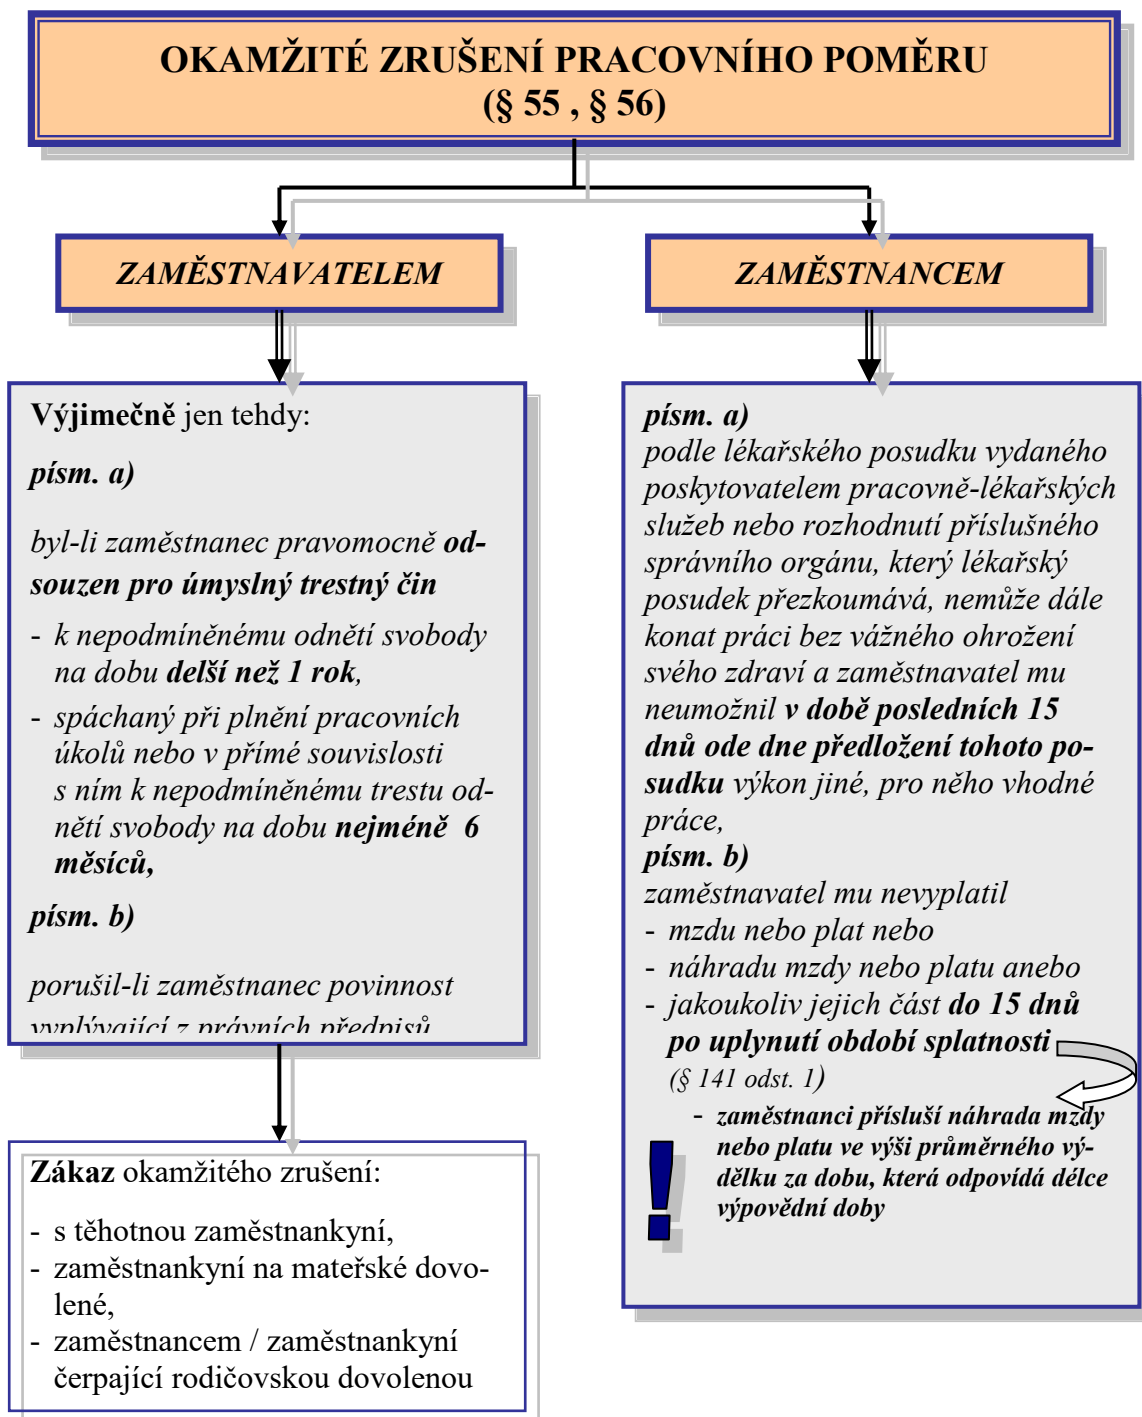 OKAMŽITÉ ZRUŠENÍ PRACOVNÍHO POMĚRU
(§ 55 , § 56)
ZAMĚSTNAVATELEM
Výjimečně jen tehdy:
písm. a)
byl-li zaměstnanec pravomocně od-
souzen pro úmyslný trestný čin
- k nepodmíněnému odnětí svobody
na dobu delší než 1 rok,
- spáchaný při plnění pracovních
úkolů nebo v přímé souvislosti
s ním k nepodmíněnému trestu od-
nětí svobody na dobu nejméně 6
měsíců,
písm. b)
porušil-li zaměstnanec povinnost
vyplývající z právních předpisů
Zákaz okamžitého zrušení:
- s těhotnou zaměstnankyní,
- zaměstnankyní na mateřské dovo-
lené,
- zaměstnancem / zaměstnankyní
čerpající rodičovskou dovolenou
ZAMĚSTNANCEM
písm. a)
podle lékařského posudku vydaného
poskytovatelem pracovně-lékařských
služeb nebo rozhodnutí příslušného
správního orgánu, který lékařský
posudek přezkoumává, nemůže dále
konat práci bez vážného ohrožení
svého zdraví a zaměstnavatel mu
neumožnil v době posledních 15
dnů ode dne předložení tohoto po-
sudku výkon jiné, pro něho vhodné
práce,
písm. b)
zaměstnavatel mu nevyplatil
- mzdu nebo plat nebo
- náhradu mzdy nebo platu anebo
- jakoukoliv jejich část do 15 dnů
po uplynutí období splatnosti
(§ 141 odst. 1)
- zaměstnanci přísluší náhrada mzdy
nebo platu ve výši průměrného vý-
dělku za dobu, která odpovídá délce
výpovědní doby
!